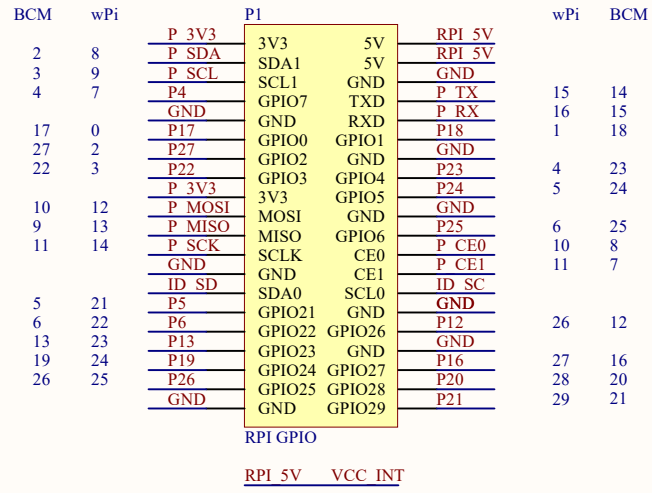 BCM wPi P1 wPi BCM
P_3V3 3V3 5V RPI_5V
2 8 P_SDA SDA1 5V RPI_5V
3 9 P_SCL SCL1 GND GND
4 7 P4 GPIO7 TXD P_TX 15 14
GND GND RXD P_RX 16 15
17 0 P17 GPIO0 GPIO1 P18 1 18
27 2 P27 GPIO2 GND GND
22 3 P22 GPIO3 GPIO4 P23 4 23
P_3V3 3V3 GPIO5 P24 5 24
10 12 P_MOSI MOSI GND GND
9 13 P_MISO MISO GPIO6 P25 6 25
11 14 P_SCK SCLK CE0 P_CE0 10 8
GND GND CE1 P_CE1 11 7
ID_SD SDA0 SCL0 ID_SC
5 21 P5 GPIO21 GND GND
6 22 P6 GPIO22 GPIO26 P12 26 12
13 23 P13 GPIO23 GND GND
19 24 P19 GPIO24 GPIO27 P16 27 16
26 25 P26 GPIO25 GPIO28 P20 28 20
GND GND GPIO29 P21 29 21
RPI GPIO
RPI_5V VCC_INT